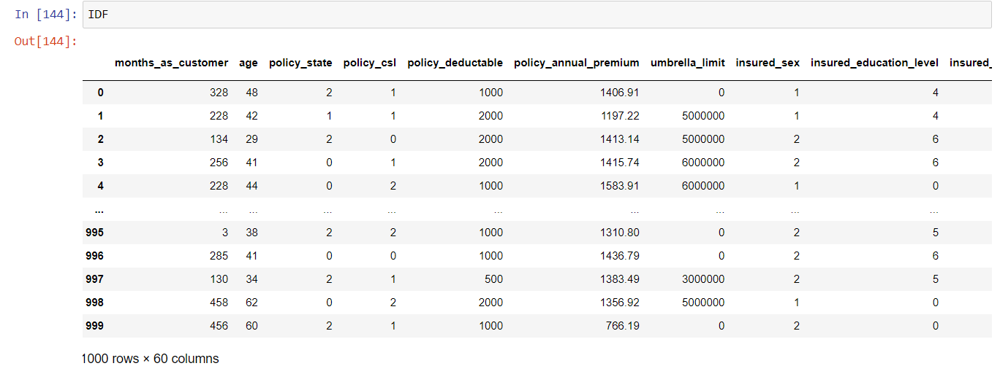 In [144]: IDF
Out[144]:
months_as_customer age policy_state policy_csl policy_deductable policy_annual_premium umbrella_limit insured_sex insured_education_level insured_
0 328 48 2 1 1000 1406.91 0 1 4
1 228 42 1 1 2000 1197.22 5000000 1 4
2 134 29 2 0 2000 1413.14 5000000 2 6
3 256 41 0 1 2000 1415.74 6000000 2 6
4 228 44 0 2 1000 1583.91 6000000 1 0
... ... ... ... ... ... ... ... ... ...
995 3 38 2 2 1000 1310.80 0 2 5
996 285 41 0 0 1000 1436.79 0 2 6
997 130 34 2 1 500 1383.49 3000000 2 5
998 458 62 0 2 2000 1356.92 5000000 1 0
999 456 60 2 1 1000 766.19 0 2 0
1000 rows × 60 columns